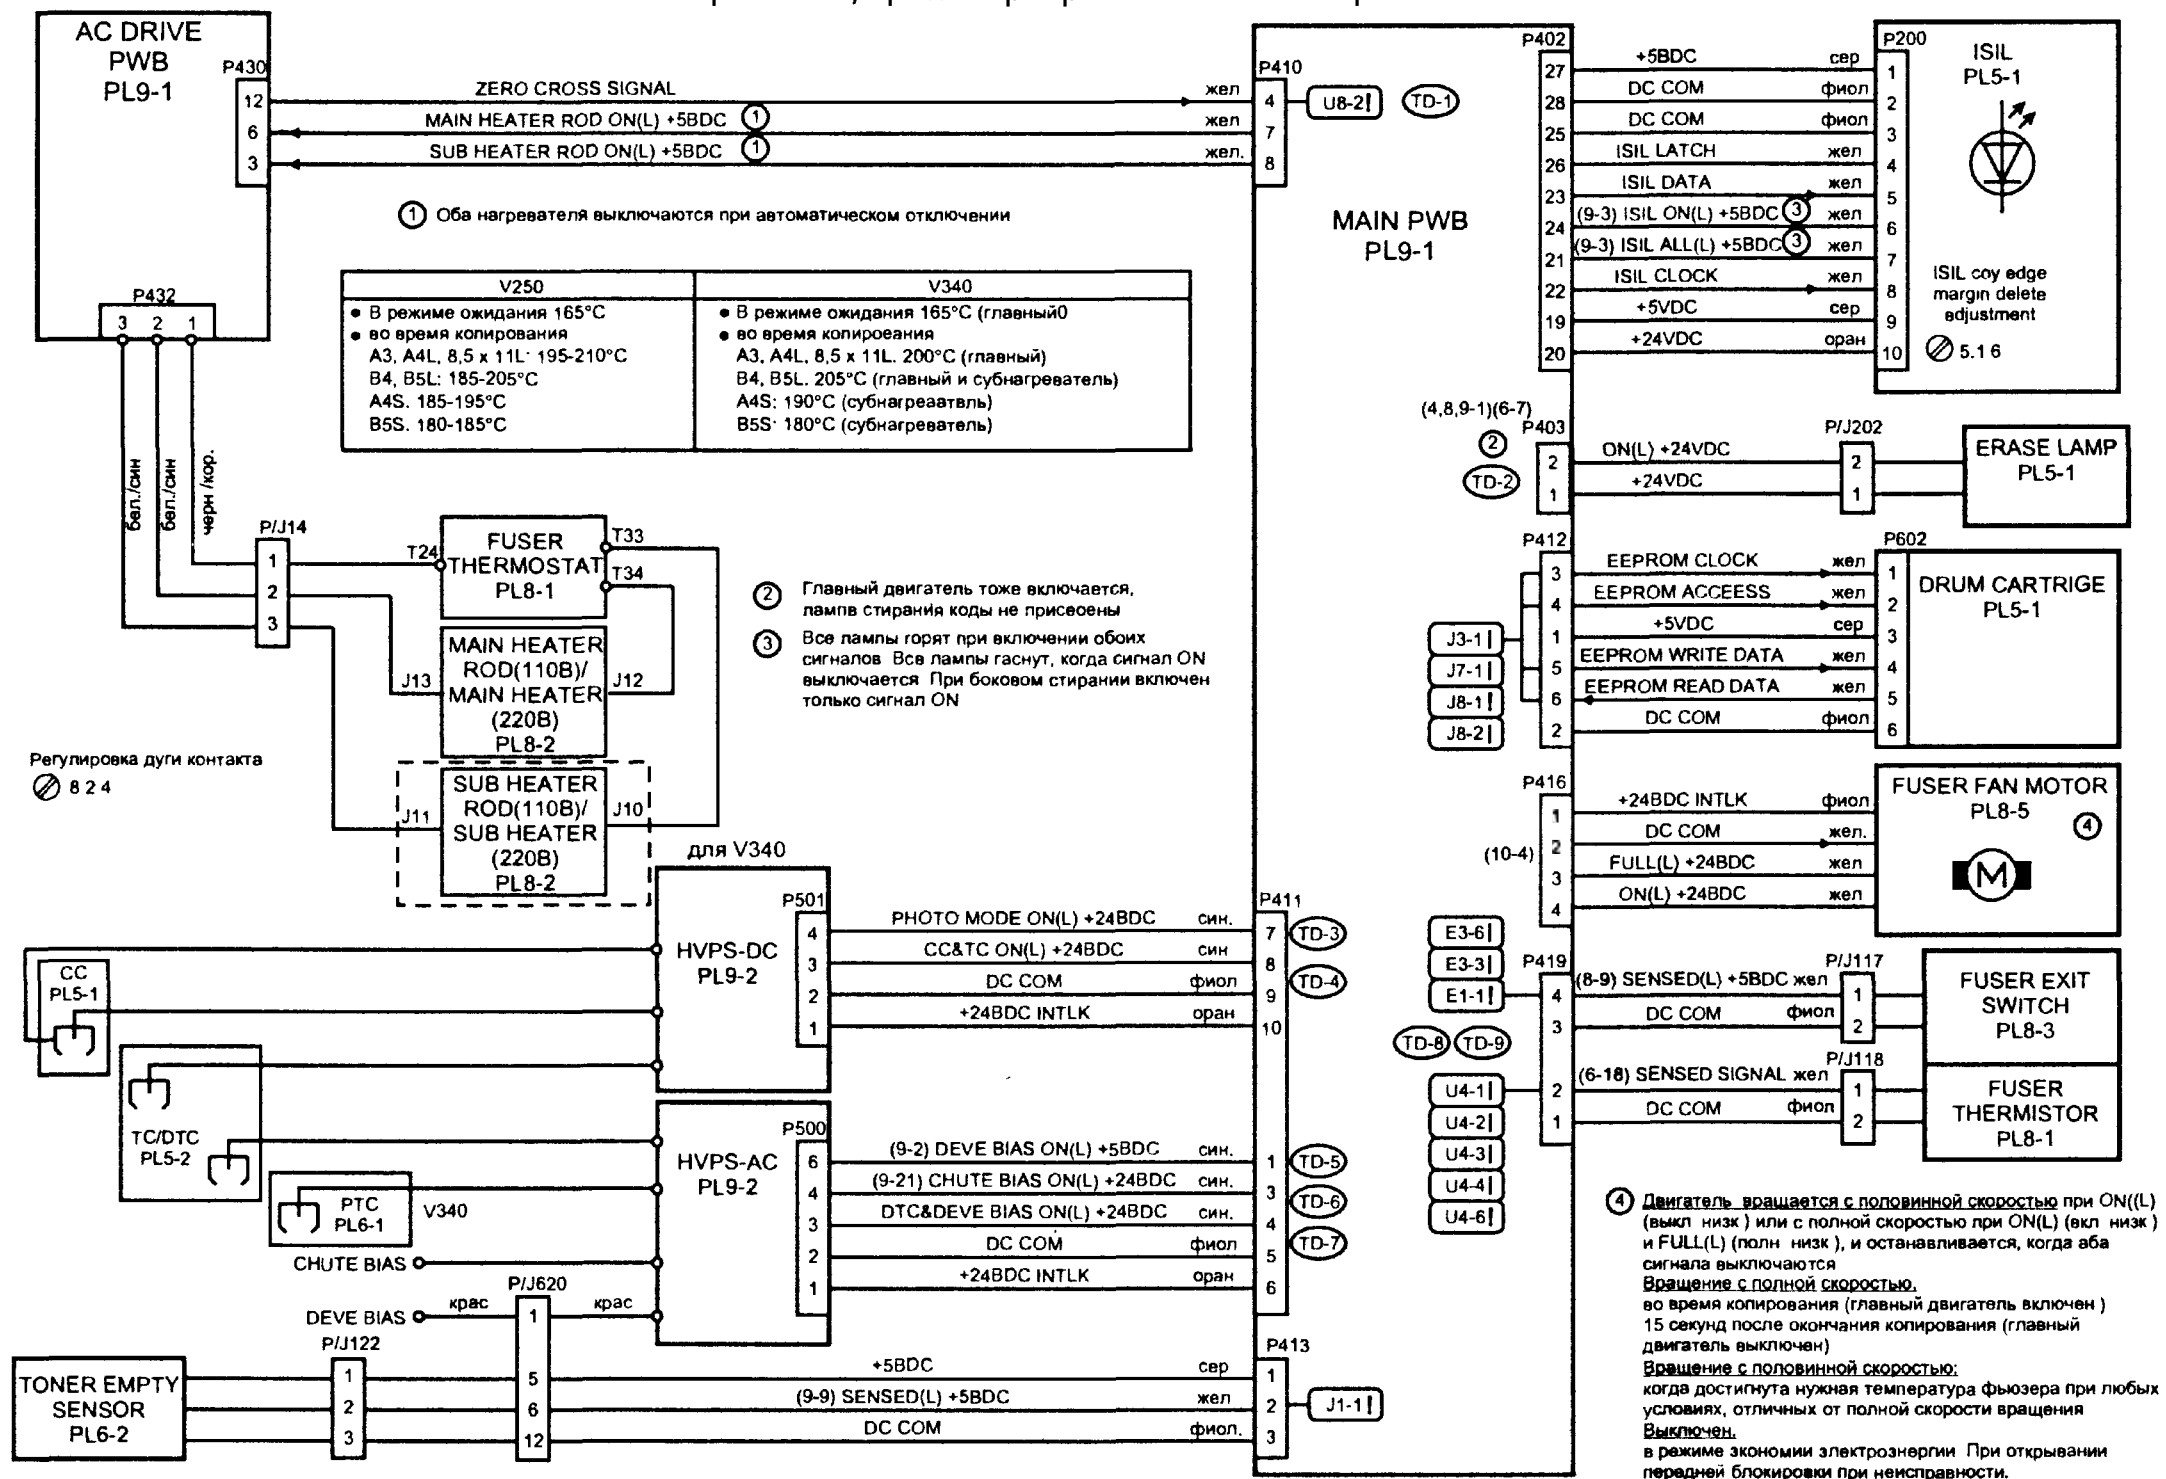 AC DRIVE
PWB
PL9-1
P430
12
6
3
ZERO CROSS SIGNAL
MAIN HEATER ROD ON(L) +5BDC
1
SUB HEATER ROD ON(L) +5BDC
1
жел
жел
жел.
P410
4
7
8
U8-2
TD-1
MAIN PWB
PL9-1
1 Оба нагревателя выключаются при автоматическом отключении
P432
3 2 1
бел./син
бел./син
черн /кор.
V250
V340
• В режиме ожидания 165°C
• во время копирования
A3, A4L, 8,5 x 11L· 195-210°C
B4, B5L: 185-205°C
A4S. 185-195°C
B5S. 180-185°C
• В режиме ожидания 165°C (главный0
• во время копироеания
A3, A4L, 8,5 x 11L. 200°C (главный)
B4, B5L. 205°C (главный и субнагреватель)
A4S: 190°C (субнагреаатвль)
B5S· 180°C (субнагреватель)
P402
27 +5BDC сер 1
28 DC COM фиол 2
25 DC COM фиол 3
26 ISIL LATCH жел 4
23 ISIL DATA жел 5
24 (9-3) ISIL ON(L) +5BDC 3 жел 6
21 (9-3) ISIL ALL(L) +5BDC 3 жел 7
22 ISIL CLOCK жел 8
19 +5VDC сер 9
20 +24VDC оран 10
P200
ISIL
PL5-1
ISIL coy edge
margin delete
adjustment
5.1 6
(4,8,9-1)(6-7)
P403
2
TD-2
2 ON(L) +24VDC 2
1 +24VDC 1
P/J202
ERASE LAMP
PL5-1
P/J14
1
2
3
T24
FUSER
THERMOSTAT
PL8-1
T33
T34
MAIN HEATER
ROD(110В)/
MAIN HEATER
(220В)
PL8-2
J13
J12
SUB HEATER
ROD(110В)/
SUB HEATER
(220В)
PL8-2
J11
J10
для V340
Регулировка дуги контакта
8 2 4
2 Главный двигатель тоже включается,
лампв стирания коды не присеоены
3 Все лампы горят при включении обоих
сигналов Все лампы гаснут, когда сигнал ON
выключается При боковом стирании включен
только сигнал ON
P412
3 EEPROM CLOCK жел 1
4 EEPROM ACCEESS жел 2
1 +5VDC сер 3
5 EEPROM WRITE DATA жел 4
6 EEPROM READ DATA жел 5
2 DC COM фиол 6
J3-1
J7-1
J8-1
J8-2
P602
DRUM CARTRIGE
PL5-1
P416
(10-4)
1 +24BDC INTLK фиол
2 DC COM жел.
3 FULL(L) +24BDC жел
4 ON(L) +24BDC жел
FUSER FAN MOTOR
PL8-5
4
M
E3-6
E3-3
E1-1
TD-8 TD-9
P419
4 (8-9) SENSED(L) +5BDC жел 1
3 DC COM фиол 2
P/J117
FUSER EXIT
SWITCH
PL8-3
P/J118
2 (6-18) SENSED SIGNAL жел 1
1 DC COM фиол 2
FUSER
THERMISTOR
PL8-1
U4-1
U4-2
U4-3
U4-4
U4-6
CC
PL5-1
TC/DTC
PL5-2
PTC
PL6-1
V340
HVPS-DC
PL9-2
P501
P411
4 PHOTO MODE ON(L) +24BDC син. 7 TD-3
3 CC&TC ON(L) +24BDC син 8
2 DC COM фиол 9 TD-4
1 +24BDC INTLK оран 10
HVPS-AC
PL9-2
P500
6 (9-2) DEVE BIAS ON(L) +5BDC син. 1 TD-5
4 (9-21) CHUTE BIAS ON(L) +24BDC син. 3 TD-6
3 DTC&DEVE BIAS ON(L) +24BDC син. 4
2 DC COM фиол 5 TD-7
1 +24BDC INTLK оран 6
CHUTE BIAS
P/J620
DEVE BIAS крас 1 крас
P/J122
TONER EMPTY
SENSOR
PL6-2
P413
1 5 +5BDC сер 1
2 6 (9-9) SENSED(L) +5BDC жел 2 J1-1
3 12 DC COM фиол. 3
4 Двигатель вращается с половинной скоростью при ON((L)
(выкл низк ) или с полной скоростью при ON(L) (вкл низк )
и FULL(L) (полн низк ), и останавливается, когда аба
сигнала выключаются
Вращение с полной скоростью.
во время копирования (главный двигатель включен )
15 секунд после окончания копирования (главный
двигатель выключен)
Вращение с половинной скоростью:
когда достигнута нужная температура фьюзера при любых
условиях, отличных от полной скорости вращения
Выключен.
в режиме экономии электроэнергии При открывании
передней блокировки при неисправности.